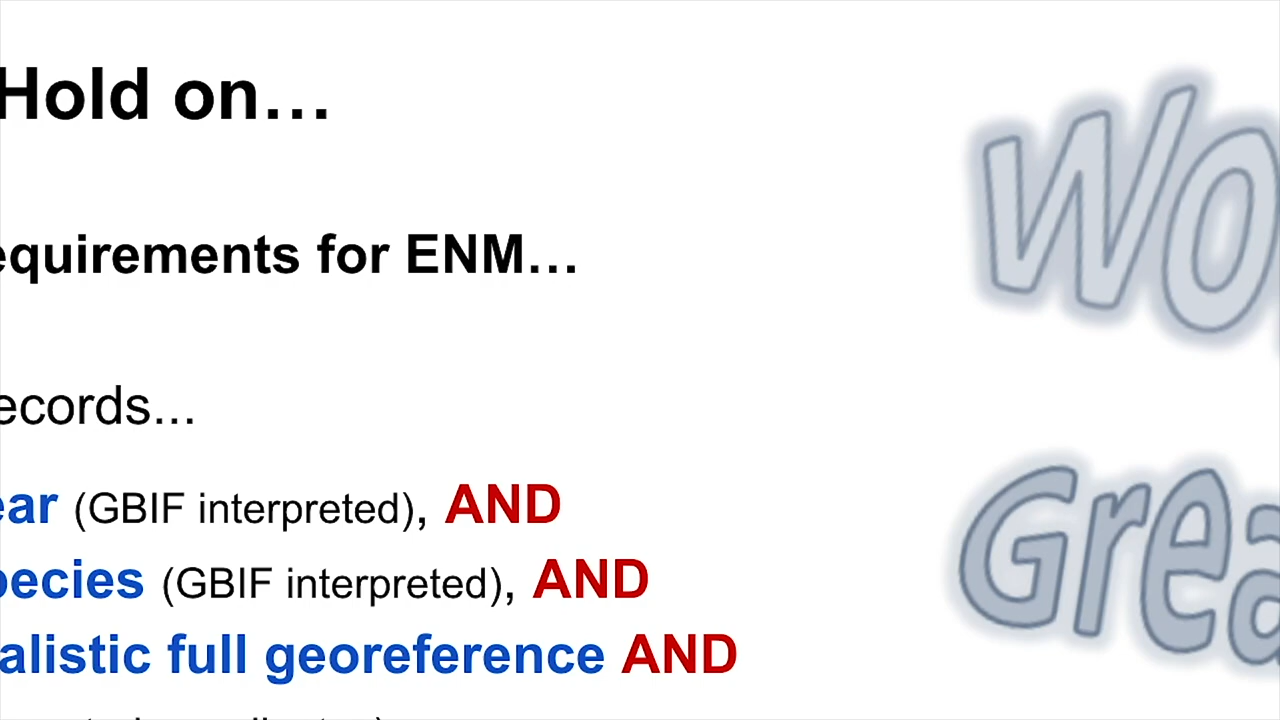 Hold on…
equirements for ENM…
ecords...
ear (GBIF interpreted), AND
pecies (GBIF interpreted), AND
alistic full georeference AND
Wo
Grea